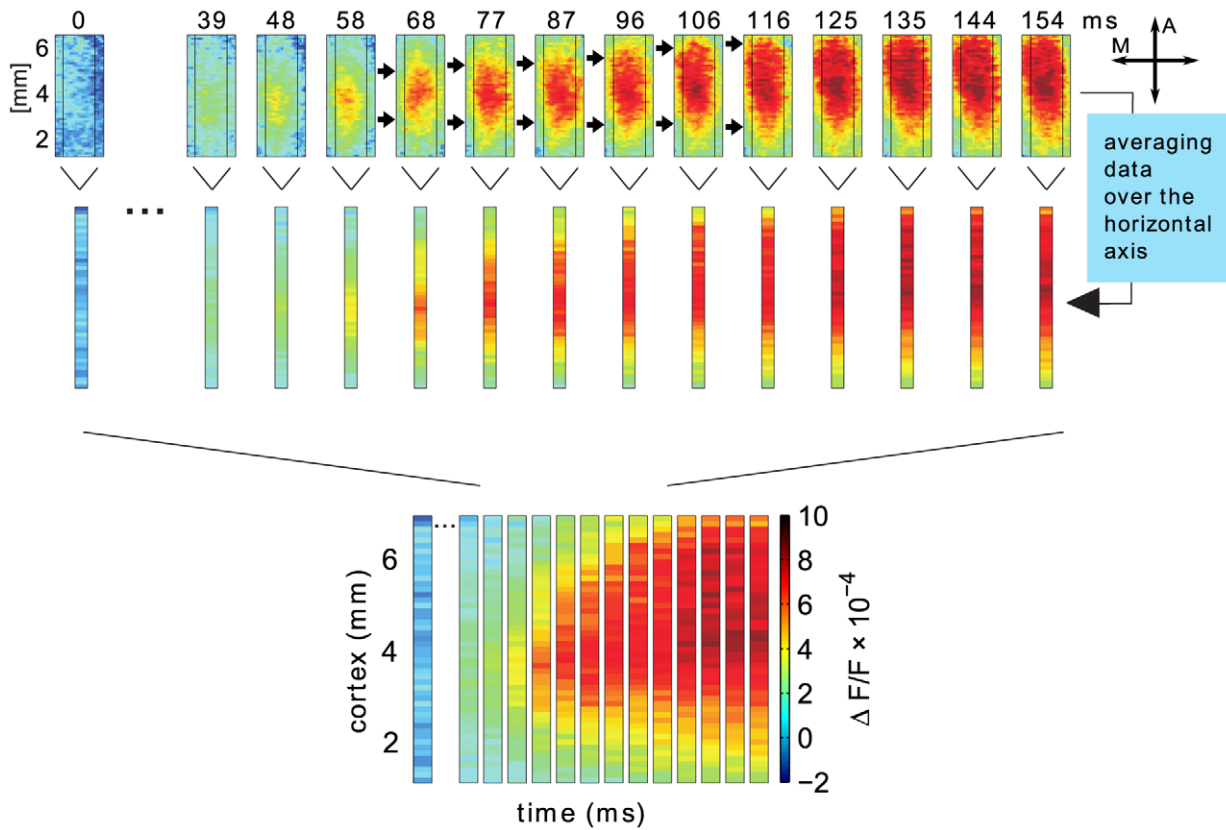 0 39 48 58 68 77 87 96 106 116 125 135 144 154 ms
A
M
6
4
2
[mm]
averaging
data
over the
horizontal
axis
...
...
6
4
2
cortex (mm)
time (ms)
10
8
6
4
2
0
−2
Δ F/F × 10⁻⁴